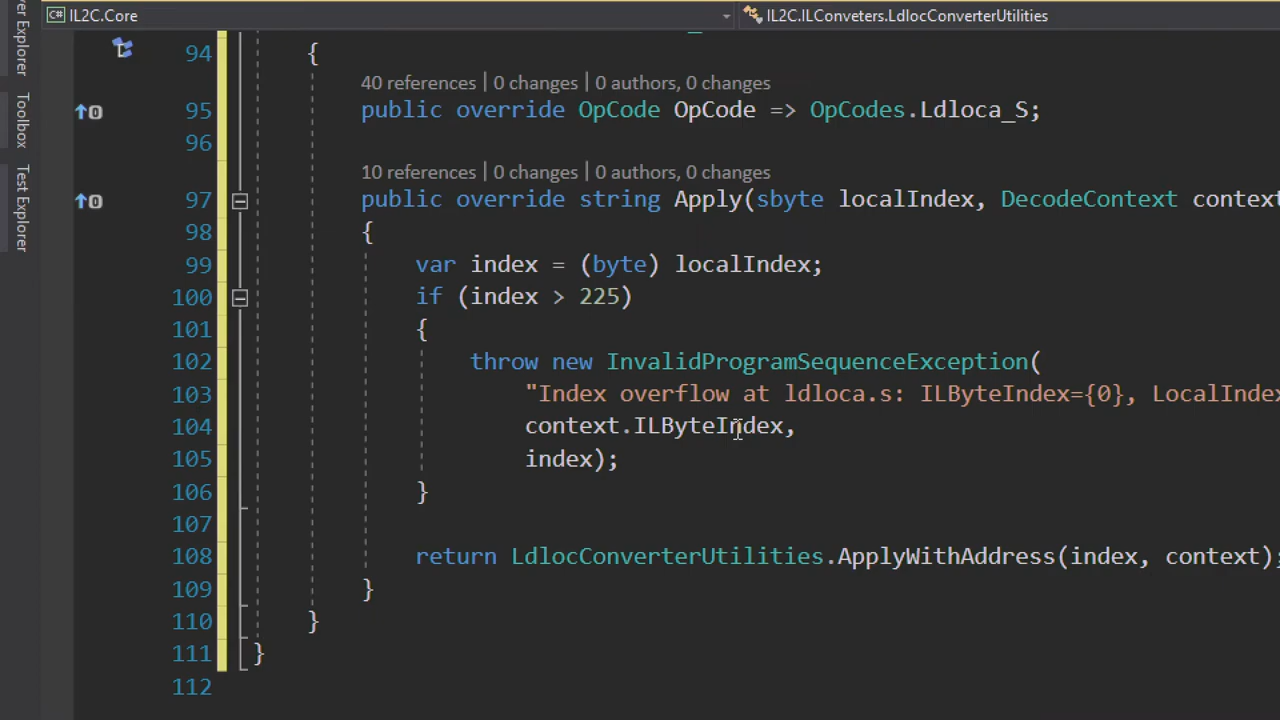 IL2C.Core
IL2C.ILConveters.LdlocConverterUtilities
er Explorer
Toolbox
Test Explorer
94 {
40 references | 0 changes | 0 authors, 0 changes
95 public override OpCode OpCode => OpCodes.Ldloca_S;
96
10 references | 0 changes | 0 authors, 0 changes
97 public override string Apply(sbyte localIndex, DecodeContext context
98 {
99 var index = (byte) localIndex;
100 if (index > 225)
101 {
102 throw new InvalidProgramSequenceException(
103 "Index overflow at ldloca.s: ILByteIndex={0}, LocalIndex
104 context.ILByteIndex,
105 index);
106 }
107
108 return LdlocConverterUtilities.ApplyWithAddress(index, context);
109 }
110 }
111 }
112